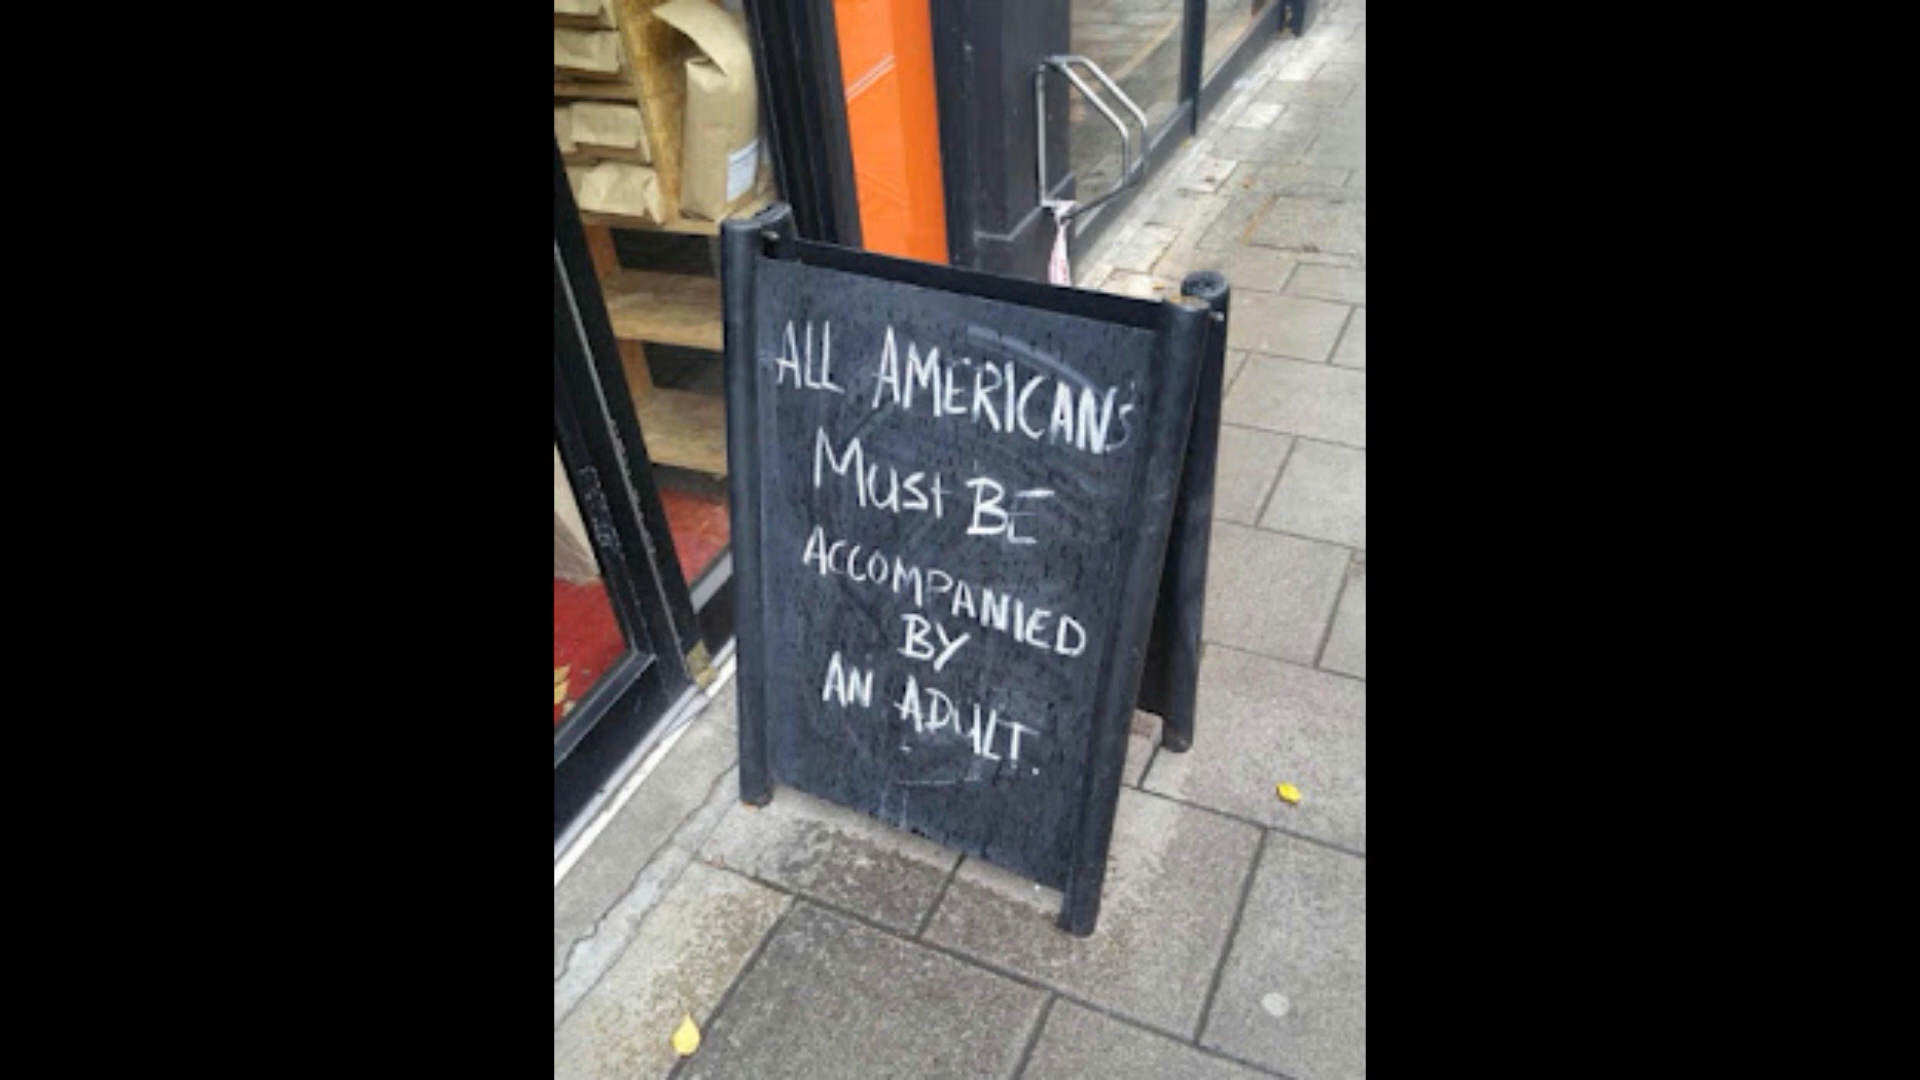 ALL AMERICANS
MUSt BE
ACCOMPANIED
BY
AN ADULT.